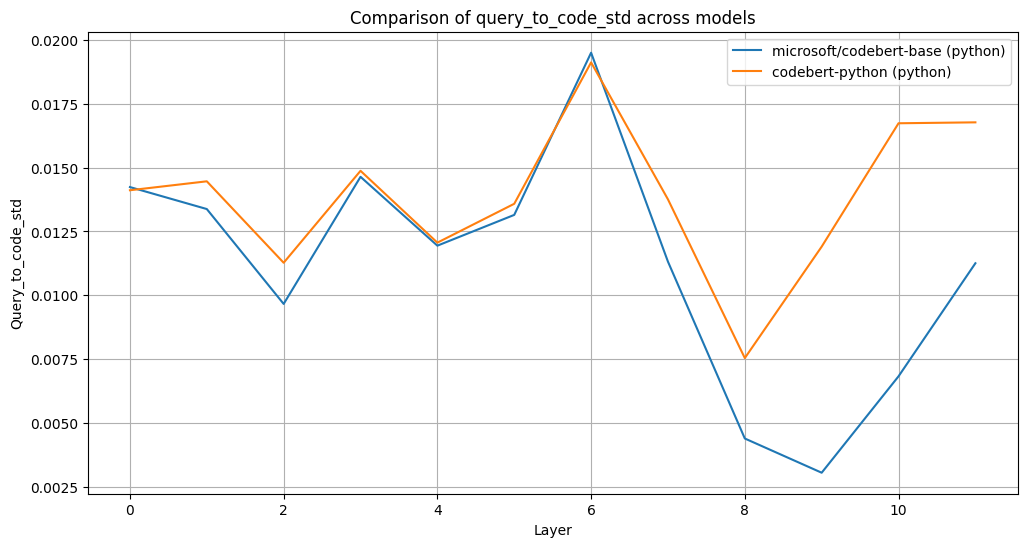 Comparison of query_to_code_std across models
microsoft/codebert-base (python)
codebert-python (python)
Query_to_code_std
0.0200
0.0175
0.0150
0.0125
0.0100
0.0075
0.0050
0.0025
0 2 4 6 8 10
Layer